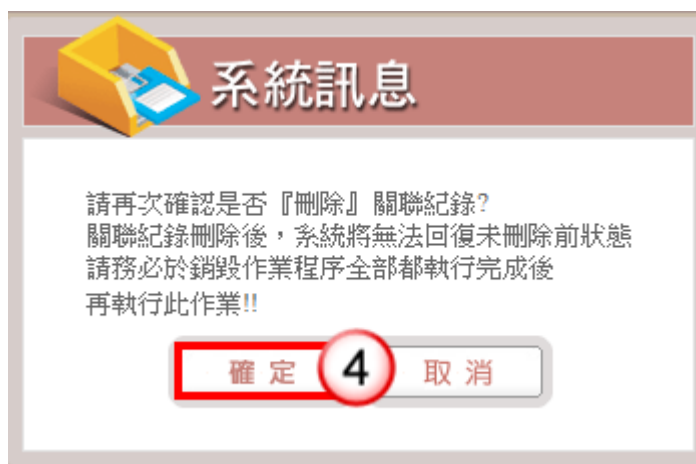 系統訊息
請再次確認是否『刪除』關聯紀錄?
關聯紀錄刪除後，系統將無法回復未刪除前狀態
請務必於銷毀作業程序全部都執行完成後
再執行此作業!!
確定 4 取消